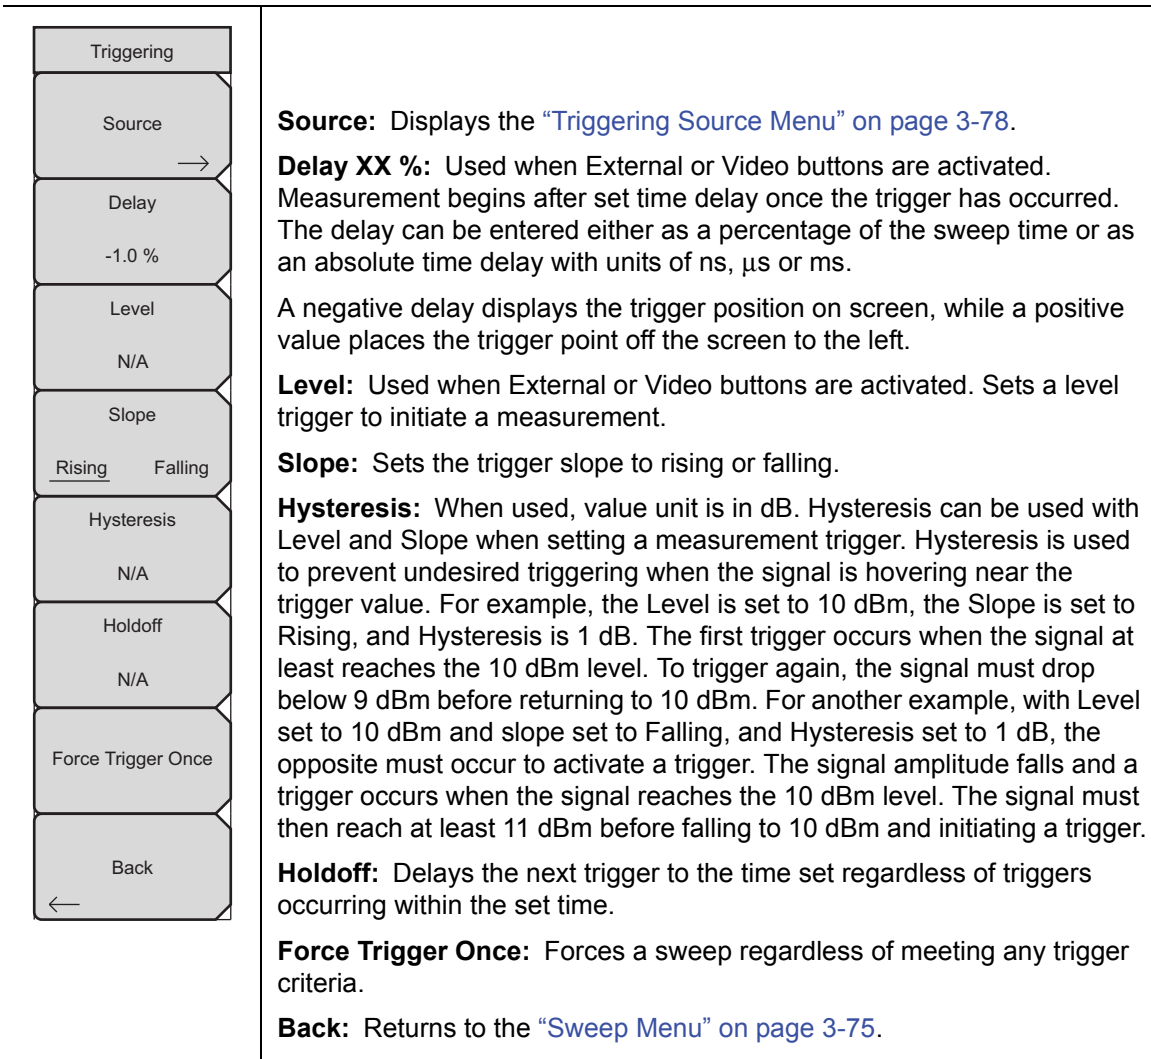 Triggering
Source
→
Delay
-1.0 %
Level
N/A
Slope
Rising Falling
Hysteresis
N/A
Holdoff
N/A
Force Trigger Once
Back
←
Source: Displays the “Triggering Source Menu” on page 3-78.
Delay XX %: Used when External or Video buttons are activated.
Measurement begins after set time delay once the trigger has occurred.
The delay can be entered either as a percentage of the sweep time or as
an absolute time delay with units of ns, μs or ms.
A negative delay displays the trigger position on screen, while a positive
value places the trigger point off the screen to the left.
Level: Used when External or Video buttons are activated. Sets a level
trigger to initiate a measurement.
Slope: Sets the trigger slope to rising or falling.
Hysteresis: When used, value unit is in dB. Hysteresis can be used with
Level and Slope when setting a measurement trigger. Hysteresis is used
to prevent undesired triggering when the signal is hovering near the
trigger value. For example, the Level is set to 10 dBm, the Slope is set to
Rising, and Hysteresis is 1 dB. The first trigger occurs when the signal at
least reaches the 10 dBm level. To trigger again, the signal must drop
below 9 dBm before returning to 10 dBm. For another example, with Level
set to 10 dBm and slope set to Falling, and Hysteresis set to 1 dB, the
opposite must occur to activate a trigger. The signal amplitude falls and a
trigger occurs when the signal reaches the 10 dBm level. The signal must
then reach at least 11 dBm before falling to 10 dBm and initiating a trigger.
Holdoff: Delays the next trigger to the time set regardless of triggers
occurring within the set time.
Force Trigger Once: Forces a sweep regardless of meeting any trigger
criteria.
Back: Returns to the “Sweep Menu” on page 3-75.